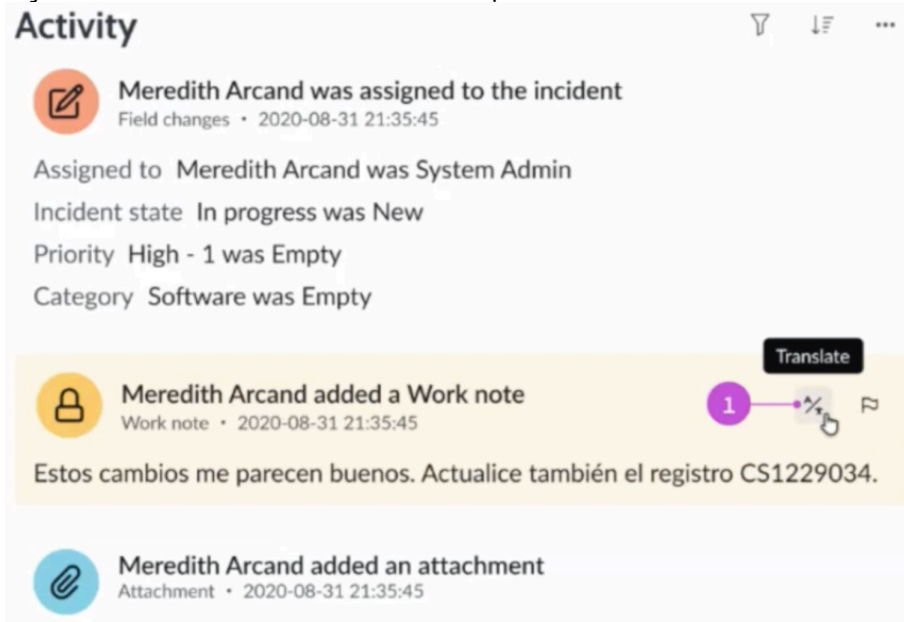 Activity
Meredith Arcand was assigned to the incident
Field changes • 2020-08-31 21:35:45
Assigned to Meredith Arcand was System Admin
Incident state In progress was New
Priority High - 1 was Empty
Category Software was Empty
Translate
Meredith Arcand added a Work note
1
Work note • 2020-08-31 21:35:45
Estos cambios me parecen buenos. Actualice también el registro CS1229034.
Meredith Arcand added an attachment
Attachment • 2020-08-31 21:35:45